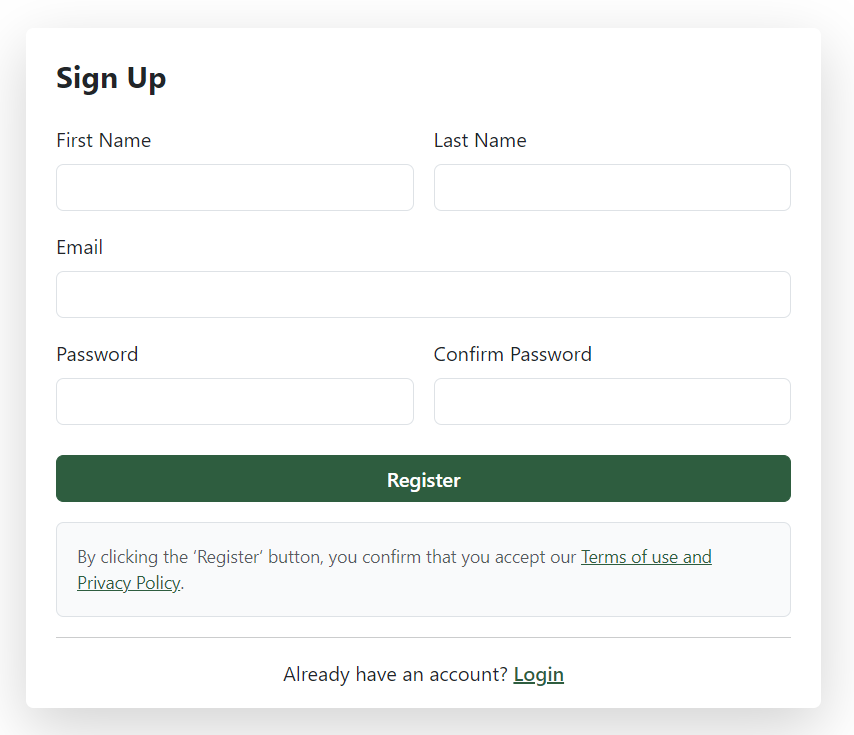 Sign Up
First Name
Last Name
Email
Password
Confirm Password
Register
By clicking the ‘Register’ button, you confirm that you accept our Terms of use and
Privacy Policy.
Already have an account? Login